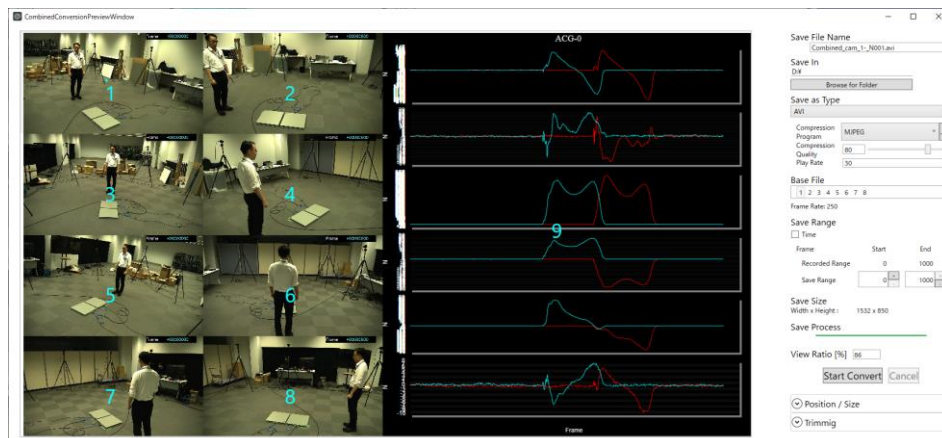 CombinedConversionPreviewWindow
1
2
3
4
5
6
7
8
9
ACG-0
Frame
Save File Name
Combined_cam_1-_N001.avi
Save In
D:¥
Browse for Folder
Save as Type
AVI
Compression Program MJPEG
Compression Quality 80
Play Rate 30
Base File
1 2 3 4 5 6 7 8
Frame Rate: 250
Save Range
Time
Frame Start End
Recorded Range 0 1000
Save Range 0 1000
Save Size
Width x Height : 1532 x 850
Save Process
View Ratio [%] 86
Start Convert Cancel
Position / Size
Trimmig